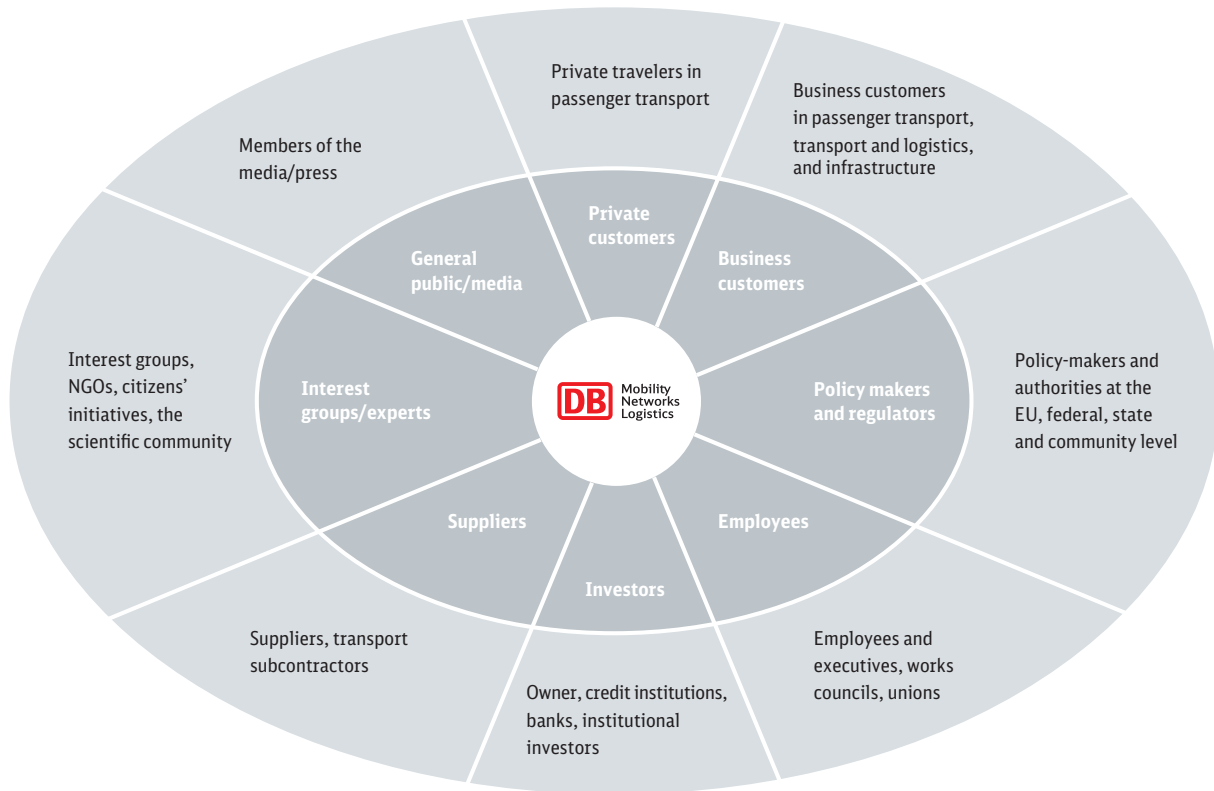 Private travelers in
passenger transport
Business customers
in passenger transport,
transport and logistics,
and infrastructure
Members of the
media/press
Private
customers
General
public/media
Business
customers
Interest groups,
NGOs, citizens’
initiatives, the
scientific community
Interest
groups/experts
DB
Mobility
Networks
Logistics
Policy makers
and regulators
Policy-makers and
authorities at the
EU, federal, state
and community level
Suppliers
Employees
Investors
Suppliers, transport
subcontractors
Owner, credit institutions,
banks, institutional
investors
Employees and
executives, works
councils, unions